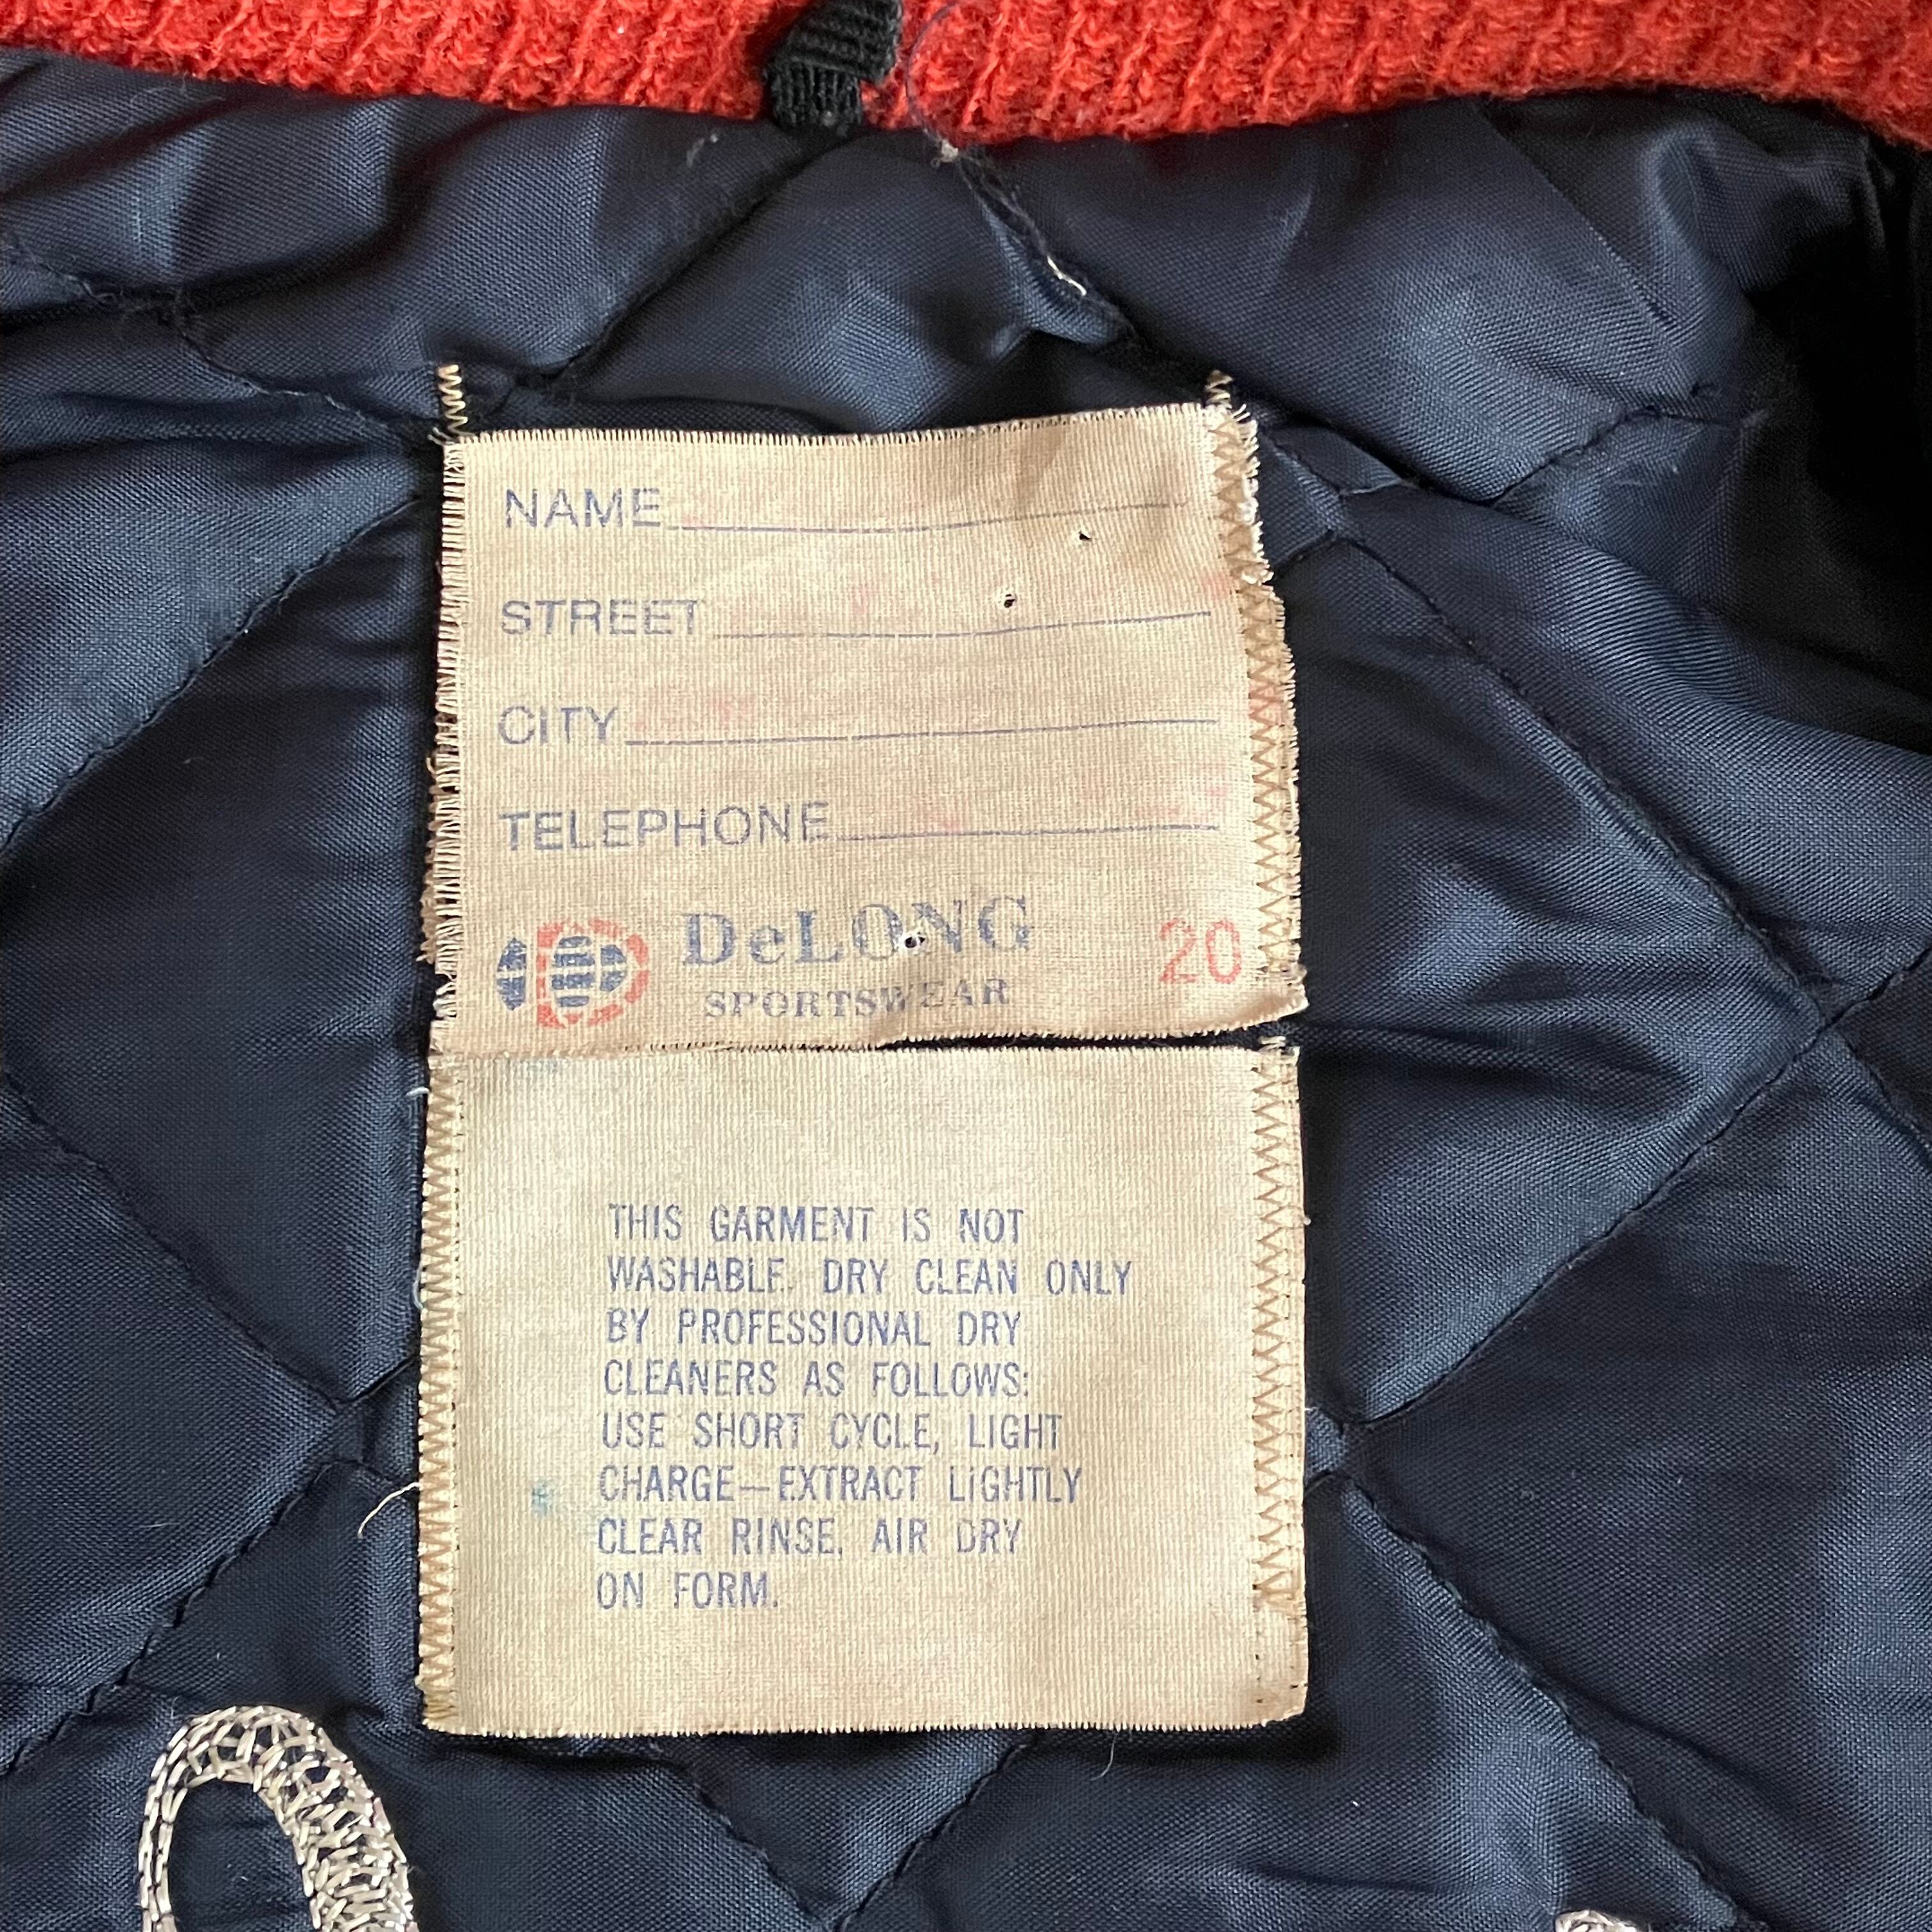 NAME
STREET
CITY
TELEPHONE
DeLONG 20
SPORTSWEAR
THIS GARMENT IS NOT
WASHABLE. DRY CLEAN ONLY
BY PROFESSIONAL DRY
CLEANERS AS FOLLOWS:
USE SHORT CYCLE, LIGHT
CHARGE—EXTRACT LIGHTLY
CLEAR RINSE. AIR DRY
ON FORM.